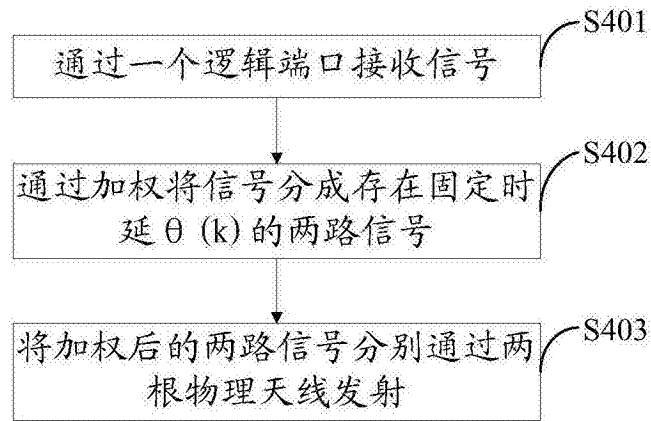 S401
通过一个逻辑端口接收信号
S402
通过加权将信号分成存在固定时
延θ (k)的两路信号
S403
将加权后的两路信号分别通过两
根物理天线发射